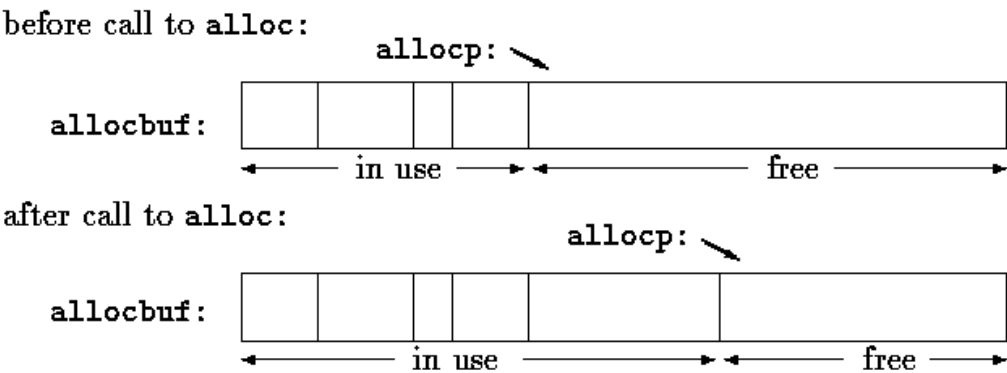 before call to alloc:
allocp:
allocbuf:
in use
free
after call to alloc:
allocp:
allocbuf:
in use
free